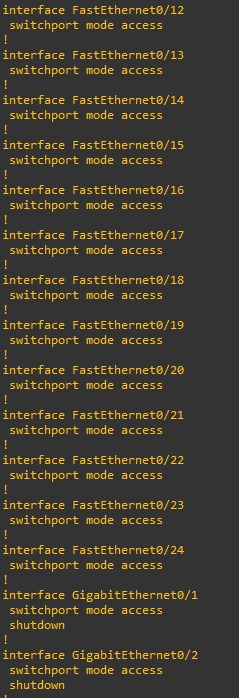 interface FastEthernet0/12
 switchport mode access
!
interface FastEthernet0/13
 switchport mode access
!
interface FastEthernet0/14
 switchport mode access
!
interface FastEthernet0/15
 switchport mode access
!
interface FastEthernet0/16
 switchport mode access
!
interface FastEthernet0/17
 switchport mode access
!
interface FastEthernet0/18
 switchport mode access
!
interface FastEthernet0/19
 switchport mode access
!
interface FastEthernet0/20
 switchport mode access
!
interface FastEthernet0/21
 switchport mode access
!
interface FastEthernet0/22
 switchport mode access
!
interface FastEthernet0/23
 switchport mode access
!
interface FastEthernet0/24
 switchport mode access
!
interface GigabitEthernet0/1
 switchport mode access
 shutdown
!
interface GigabitEthernet0/2
 switchport mode access
 shutdown
!